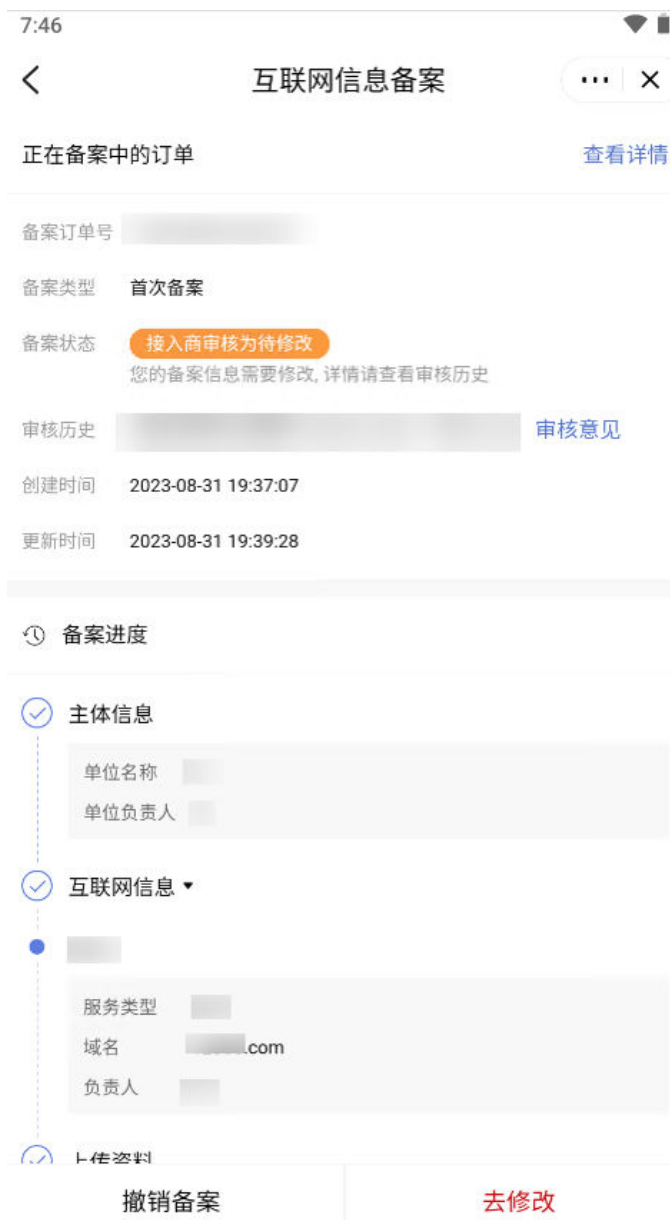 7:46
互联网信息备案
正在备案中的订单 查看详情
备案订单号
备案类型 首次备案
备案状态 接入商审核为待修改
您的备案信息需要修改, 详情请查看审核历史
审核历史 审核意见
创建时间 2023-08-31 19:37:07
更新时间 2023-08-31 19:39:28
备案进度
主体信息
单位名称
单位负责人
互联网信息
服务类型
域名 .com
负责人
上传资料
撤销备案 去修改